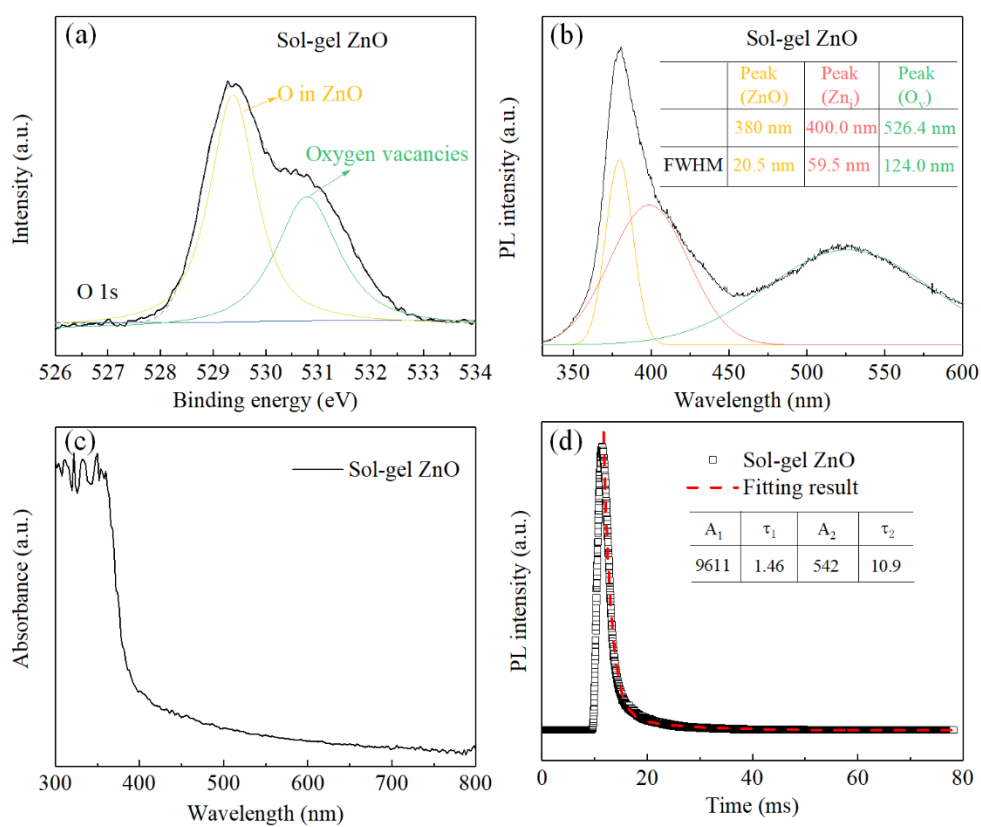 (a)
Sol-gel ZnO
O in ZnO
Oxygen vacancies
O 1s
Intensity (a.u.)
526 527 528 529 530 531 532 533 534
Binding energy (eV)
(b)
Sol-gel ZnO
Peak (ZnO) Peak (Zni) Peak (Ov)
380 nm 400.0 nm 526.4 nm
FWHM 20.5 nm 59.5 nm 124.0 nm
PL intensity (a.u.)
350 400 450 500 550 600
Wavelength (nm)
(c)
Sol-gel ZnO
Absorbance (a.u.)
300 400 500 600 700 800
Wavelength (nm)
(d)
Sol-gel ZnO
Fitting result
A1 τ1 A2 τ2
9611 1.46 542 10.9
PL intensity (a.u.)
0 20 40 60 80
Time (ms)